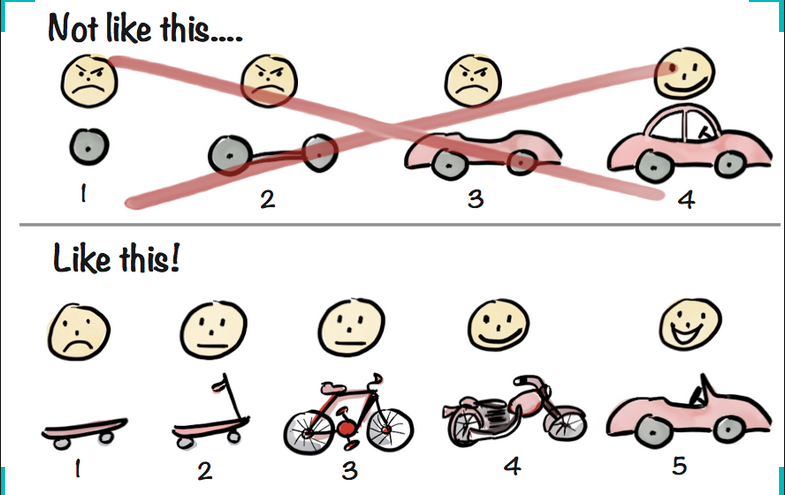 Not like this....
1 2 3 4
Like this!
1 2 3 4 5